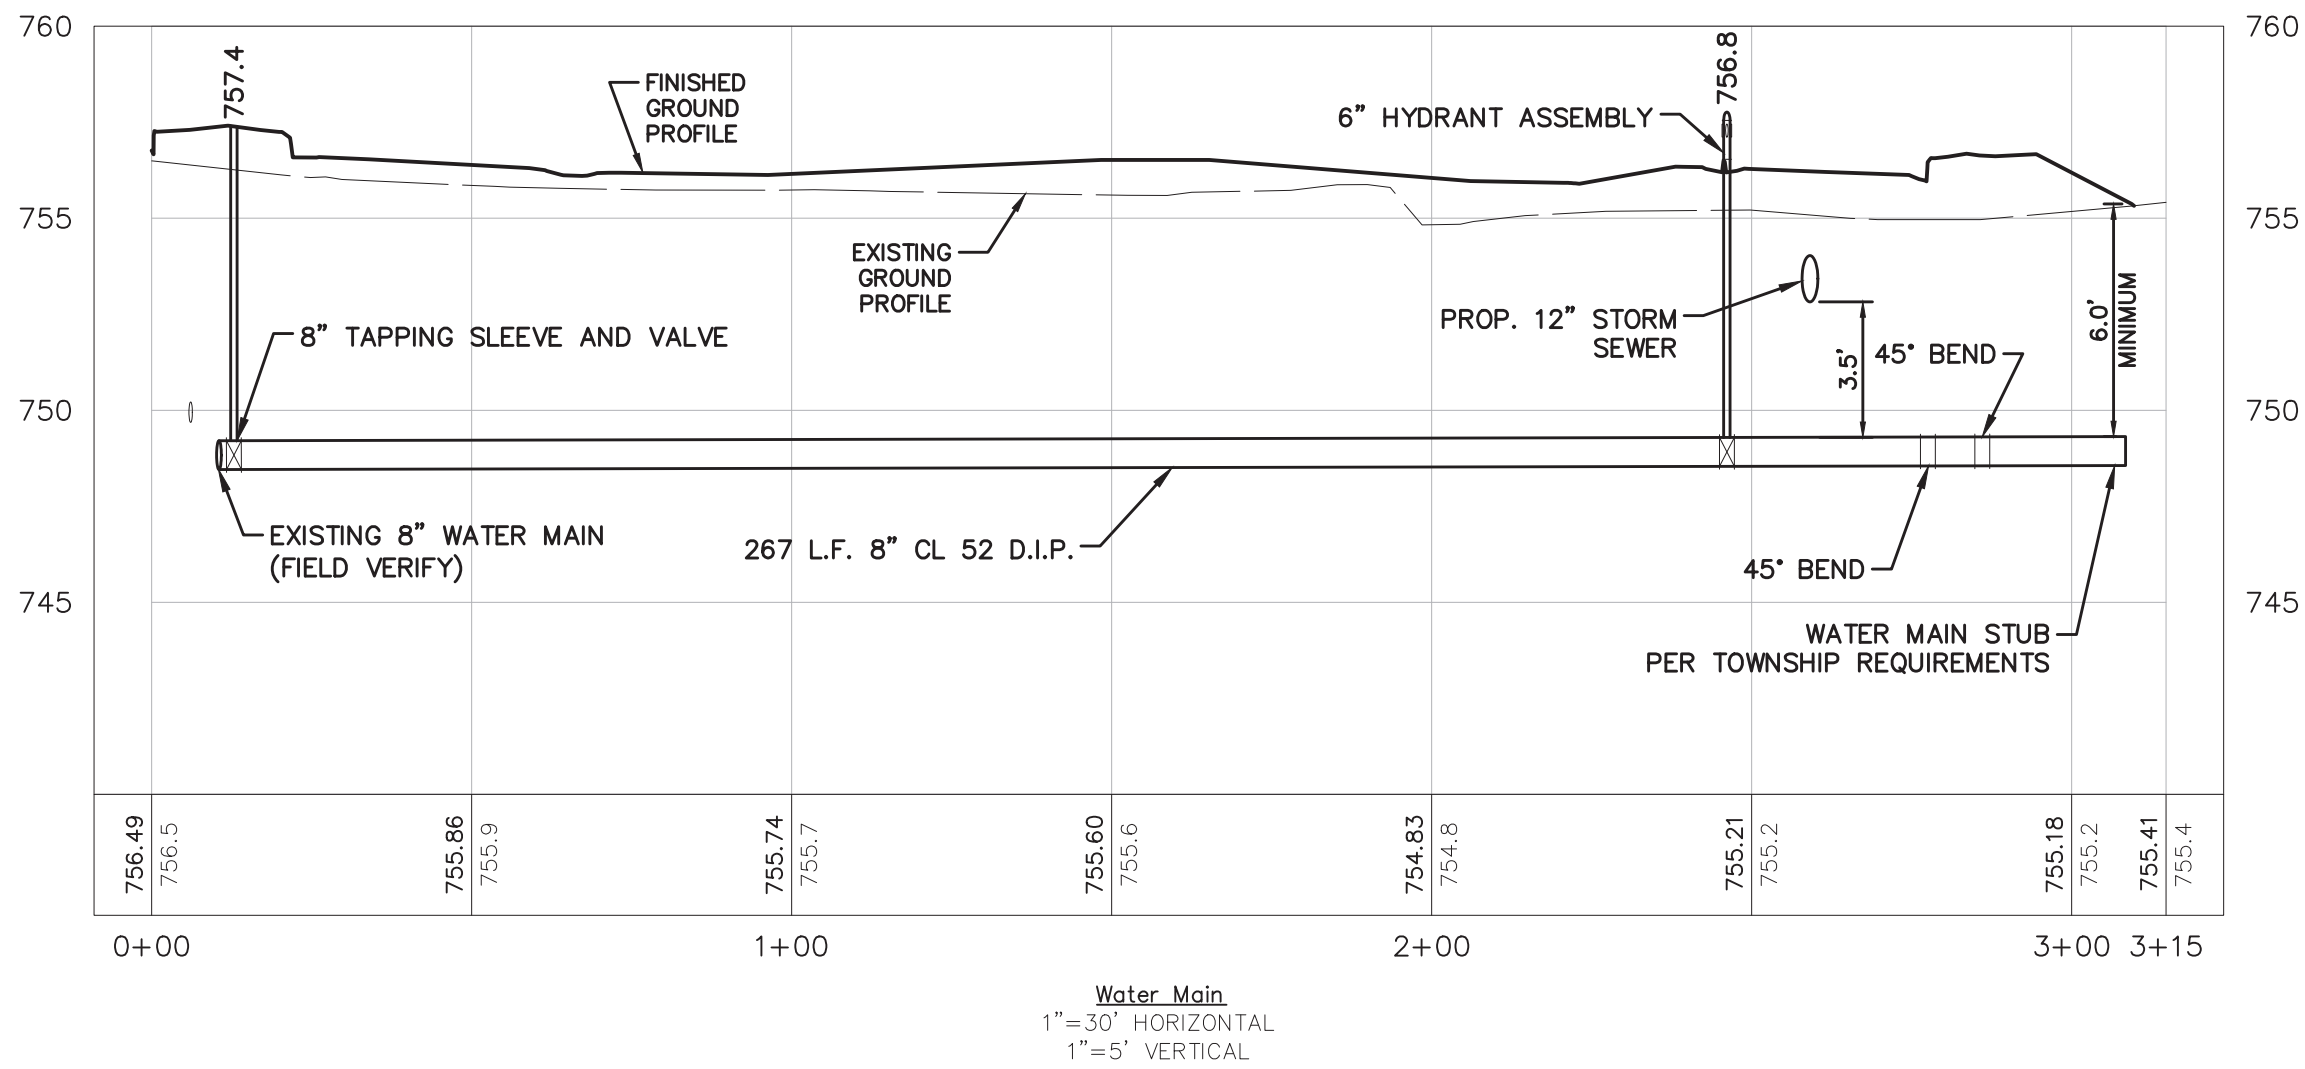 760
760
757.4
FINISHED
GROUND
PROFILE
6” HYDRANT ASSEMBLY
756.8
755
755
EXISTING
GROUND
PROFILE
8” TAPPING SLEEVE AND VALVE
PROP. 12” STORM
SEWER
3.5’
45° BEND
6.0’
MINIMUM
750
750
EXISTING 8” WATER MAIN
(FIELD VERIFY)
267 L.F. 8” CL 52 D.I.P.
45° BEND
745
745
WATER MAIN STUB
PER TOWNSHIP REQUIREMENTS
756.49
756.5
755.86
755.9
755.74
755.7
755.60
755.6
754.83
754.8
755.21
755.2
755.18
755.2
755.41
755.4
0+00
1+00
2+00
3+00
3+15
Water Main
1”=30’ HORIZONTAL
1”=5’ VERTICAL